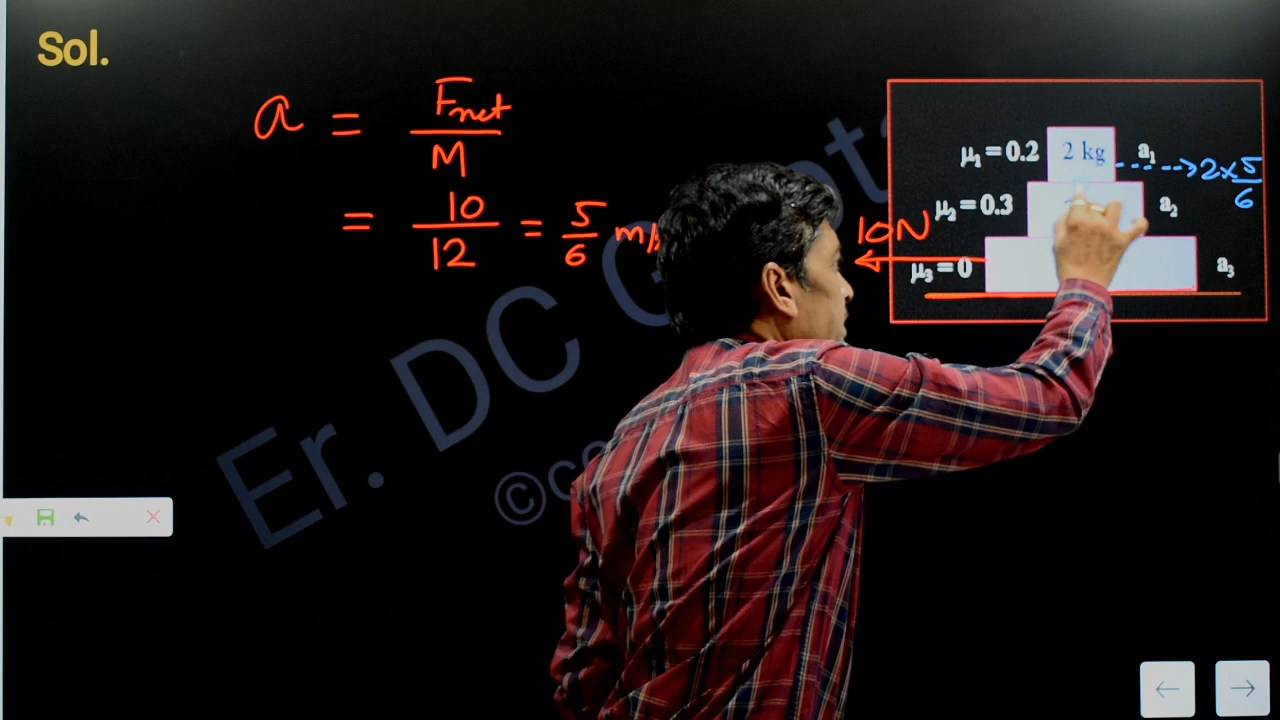 Sol.
a = Fnet
M
= 10
12
= 5
6
m/
10N
μ₁ = 0.2
2 kg
a₁
2×5
6
μ₂ = 0.3
a₂
μ₃ = 0
a₃
Er. DC G
©co